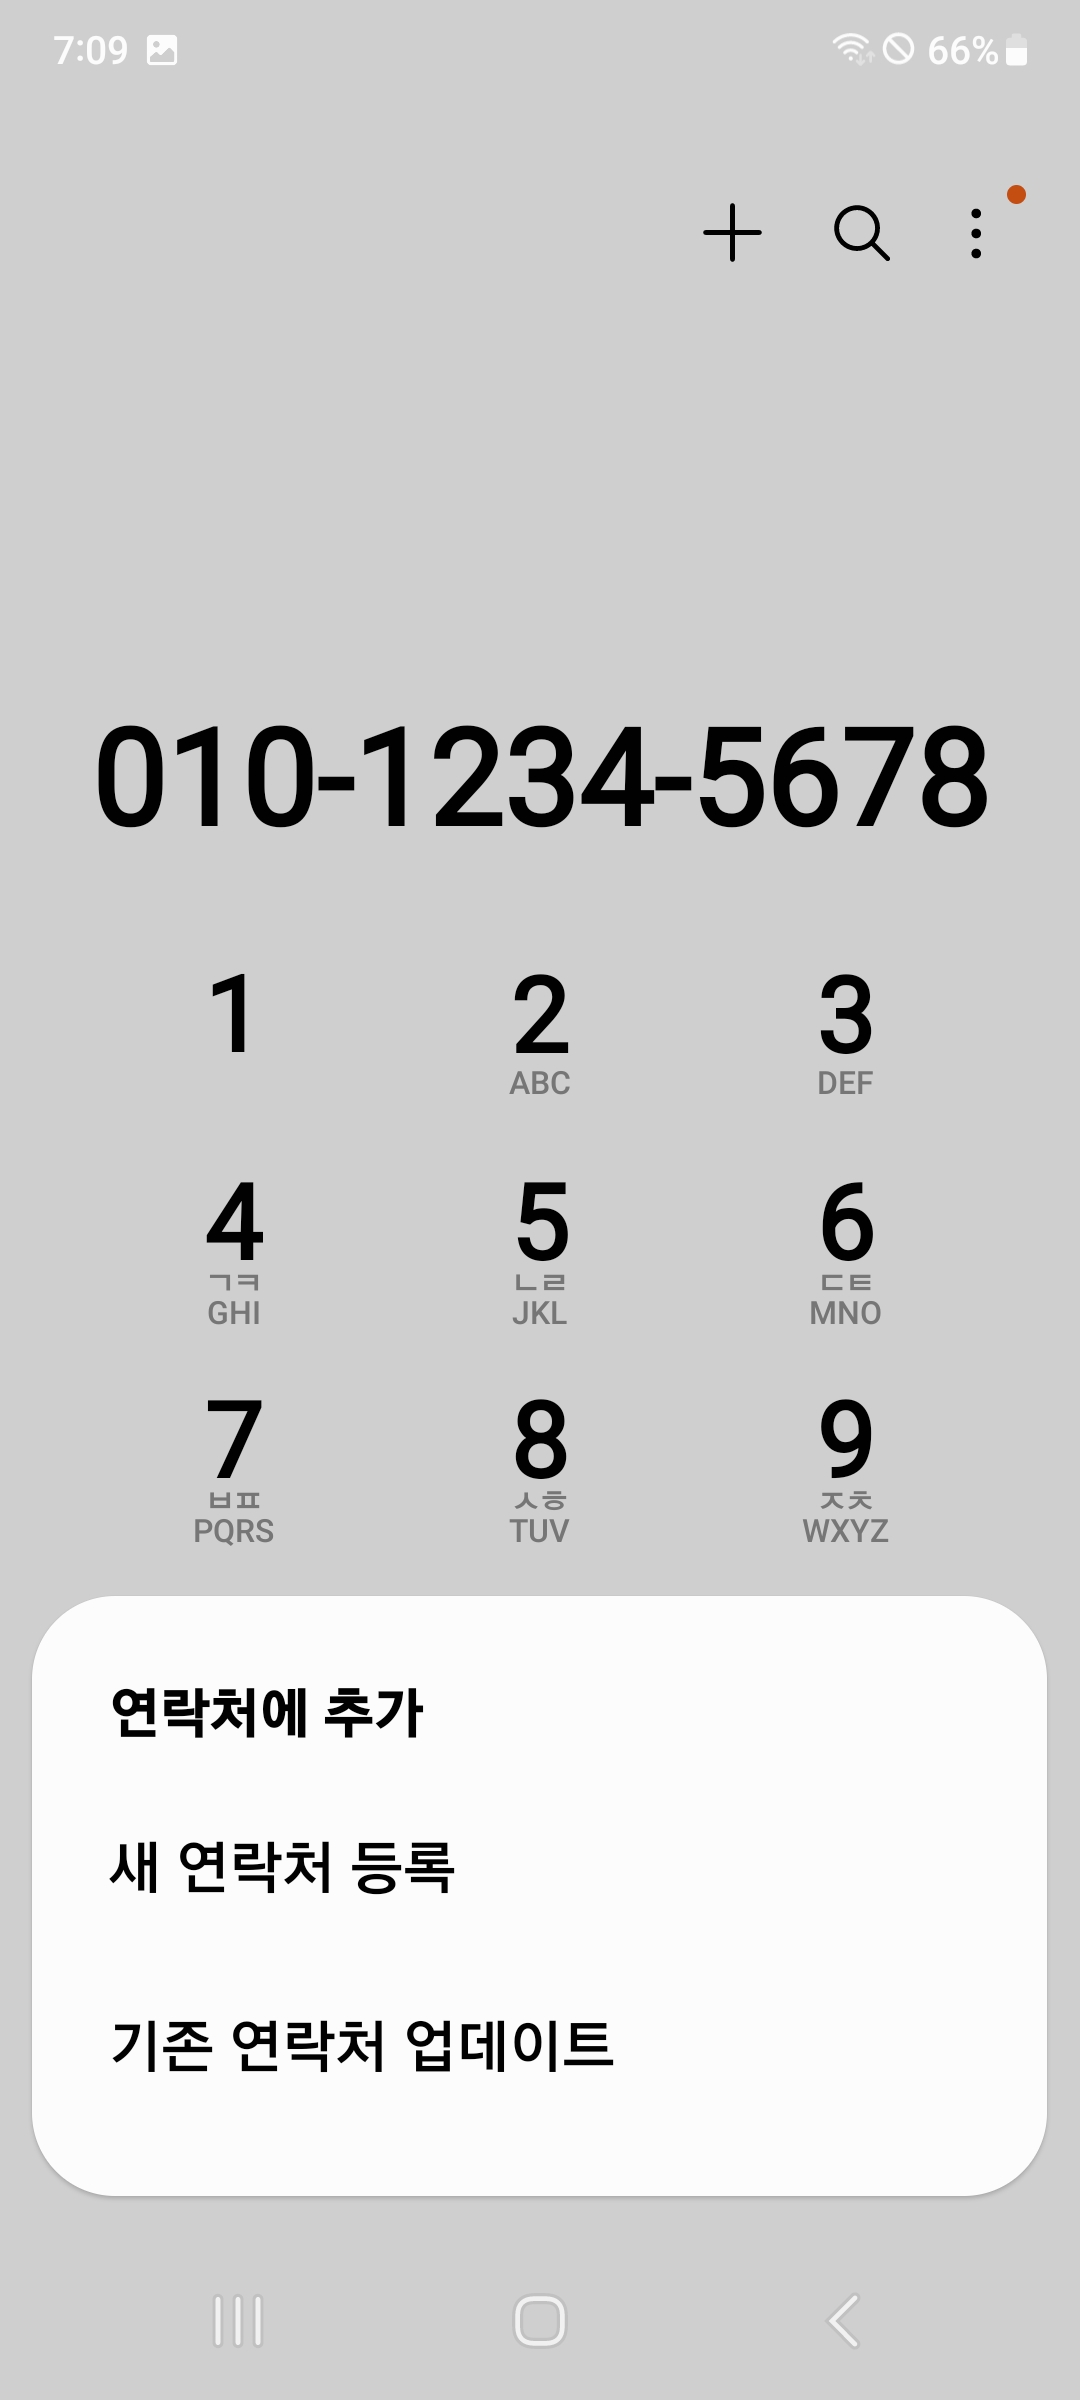 7:09 66%
010-1234-5678
1 2 3
ABC DEF
4 5 6
ㄱㅋ ㄴㄹ ㄷㅌ
GHI JKL MNO
7 8 9
ㅂㅍ ㅅㅎ ㅈㅊ
PQRS TUV WXYZ
연락처에 추가
새 연락처 등록
기존 연락처 업데이트